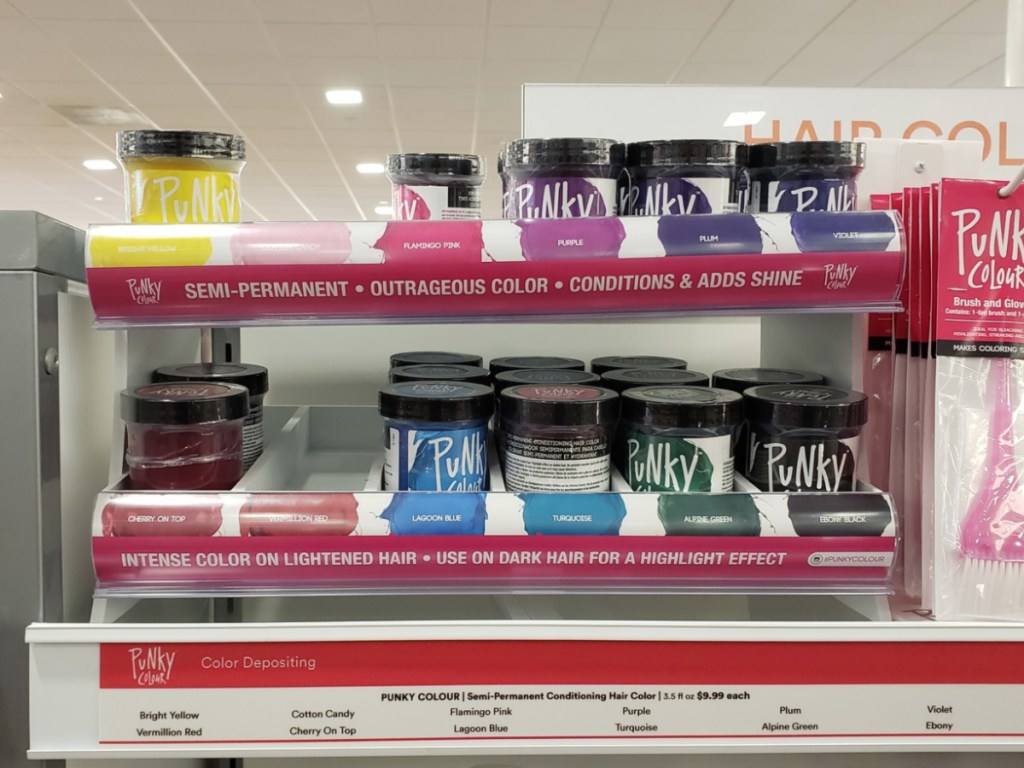 HAIR COL
PUNKY
PUNKY
PUNKY
PUNKY
BRIGHT YELLOW
FLAMINGO PINK
PURPLE
PLUM
VIOLET
PUNKY COLOUR
SEMI-PERMANENT • OUTRAGEOUS COLOR • CONDITIONS & ADDS SHINE
PUNKY COLOUR
PUNKY
COLOUR
Brush and Glov
MAKES COLORING S
PUNKY
COLOUR
PUNKY
PUNKY
CHERRY ON TOP
VERMILLION RED
LAGOON BLUE
TURQUOISE
ALPINE GREEN
EBONY BLACK
INTENSE COLOR ON LIGHTENED HAIR • USE ON DARK HAIR FOR A HIGHLIGHT EFFECT
#PUNKYCOLOUR
PUNKY
COLOUR
Color Depositing
PUNKY COLOUR | Semi-Permanent Conditioning Hair Color | 3.5 fl oz $9.99 each
Bright Yellow Cotton Candy Flamingo Pink Purple Plum Violet
Vermillion Red Cherry On Top Lagoon Blue Turquoise Alpine Green Ebony